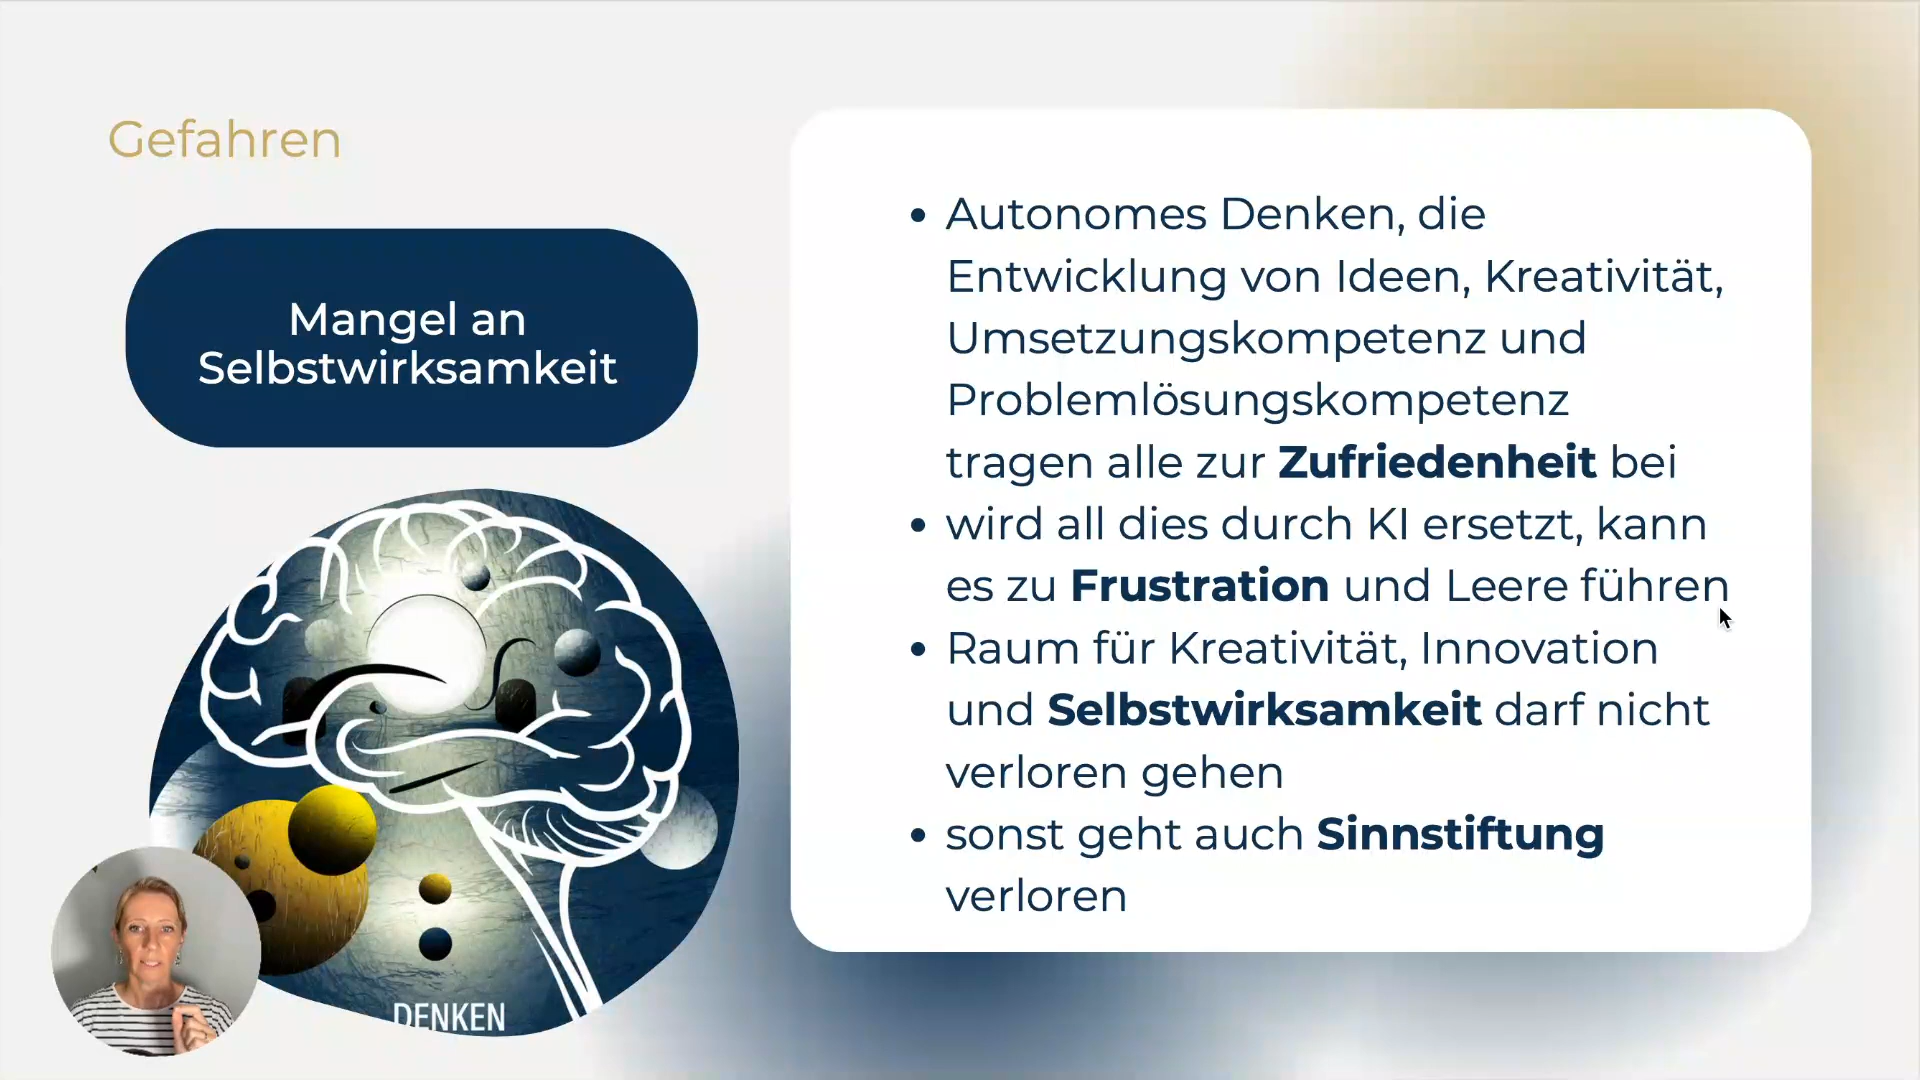 Gefahren
Mangel an
Selbstwirksamkeit
DENKEN
• Autonomes Denken, die
Entwicklung von Ideen, Kreativität,
Umsetzungskompetenz und
Problemlösungskompetenz
tragen alle zur Zufriedenheit bei
• wird all dies durch KI ersetzt, kann
es zu Frustration und Leere führen
• Raum für Kreativität, Innovation
und Selbstwirksamkeit darf nicht
verloren gehen
• sonst geht auch Sinnstiftung
verloren